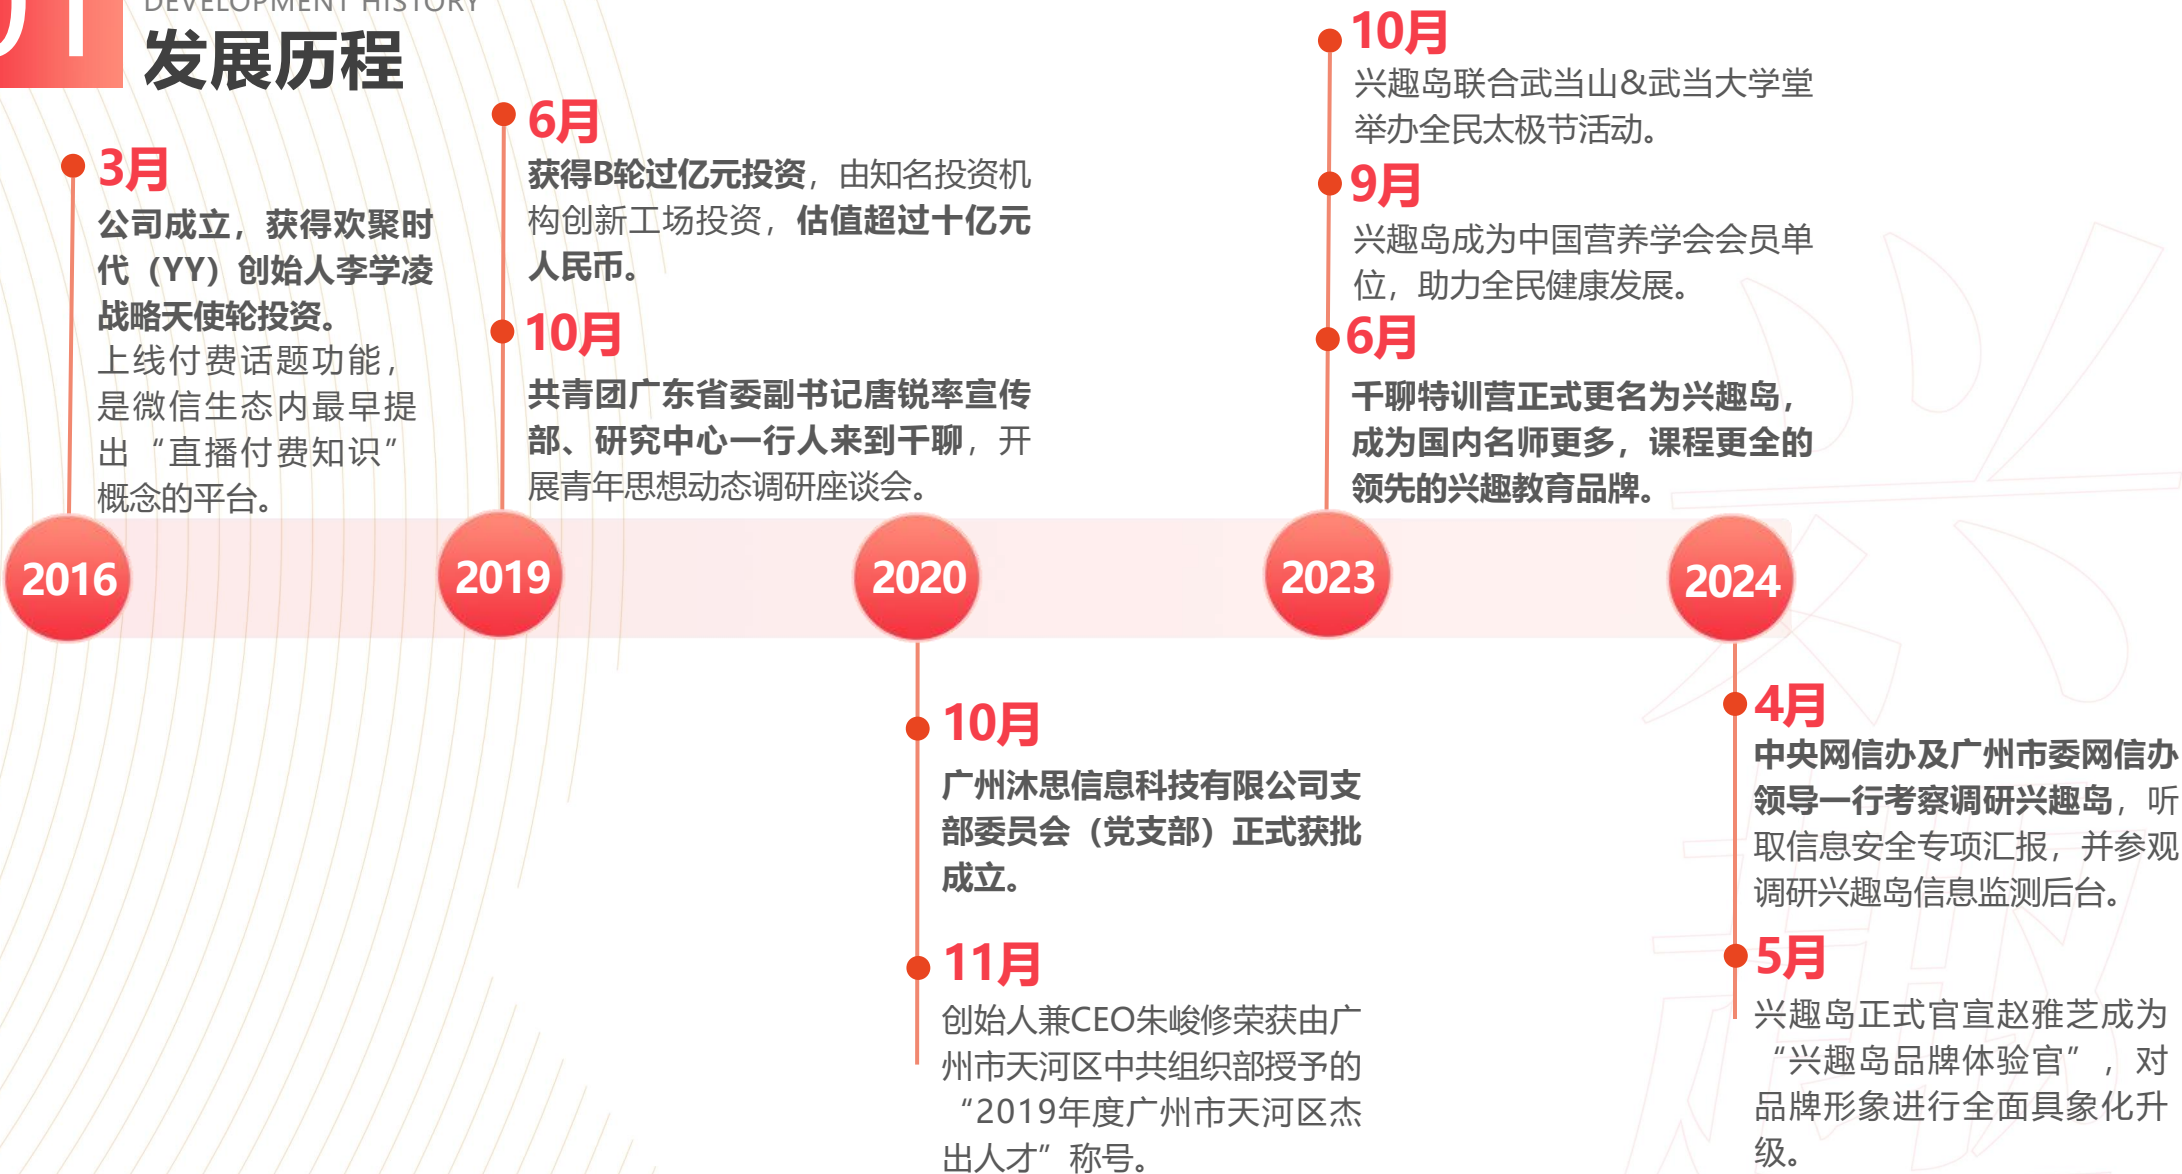 01
DEVELOPMENT HISTORY
发展历程
3月
公司成立，获得欢聚时
代（YY）创始人李学凌
战略天使轮投资。
上线付费话题功能，
是微信生态内最早提
出“直播付费知识”
概念的平台。
2016
6月
获得B轮过亿元投资，由知名投资机
构创新工场投资，估值超过十亿元
人民币。
10月
共青团广东省委副书记唐锐率宣传
部、研究中心一行人来到千聊，开
展青年思想动态调研座谈会。
2019
2020
10月
广州沐思信息科技有限公司支
部委员会（党支部）正式获批
成立。
11月
创始人兼CEO朱峻修荣获由广
州市天河区中共组织部授予的
“2019年度广州市天河区杰
出人才”称号。
10月
兴趣岛联合武当山&武当大学堂
举办全民太极节活动。
9月
兴趣岛成为中国营养学会会员单
位，助力全民健康发展。
6月
千聊特训营正式更名为兴趣岛，
成为国内名师更多，课程更全的
领先的兴趣教育品牌。
2023
2024
4月
中央网信办及广州市委网信办
领导一行考察调研兴趣岛，听
取信息安全专项汇报，并参观
调研兴趣岛信息监测后台。
5月
兴趣岛正式官宣赵雅芝成为
“兴趣岛品牌体验官”，对
品牌形象进行全面具象化升
级。
兴
趣